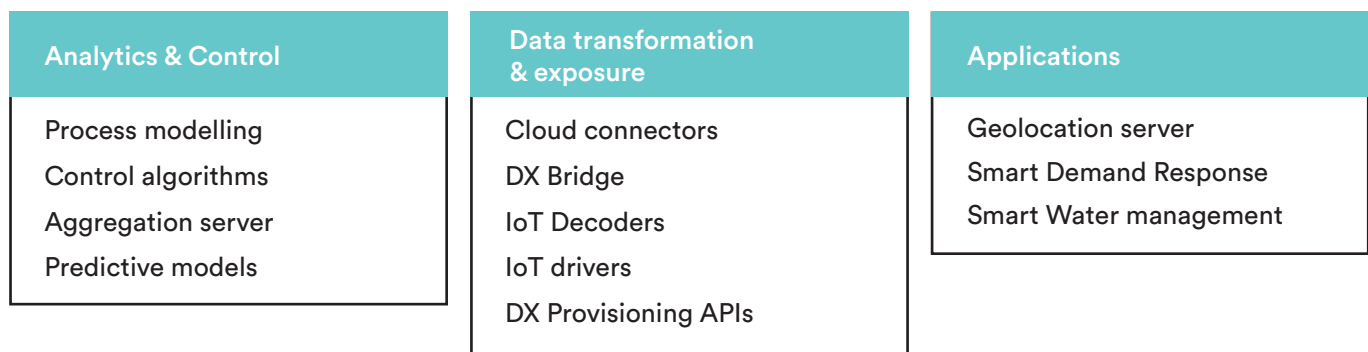 Analytics & Control
Process modelling
Control algorithms
Aggregation server
Predictive models
Data transformation
& exposure
Cloud connectors
DX Bridge
IoT Decoders
IoT drivers
DX Provisioning APIs
Applications
Geolocation server
Smart Demand Response
Smart Water management